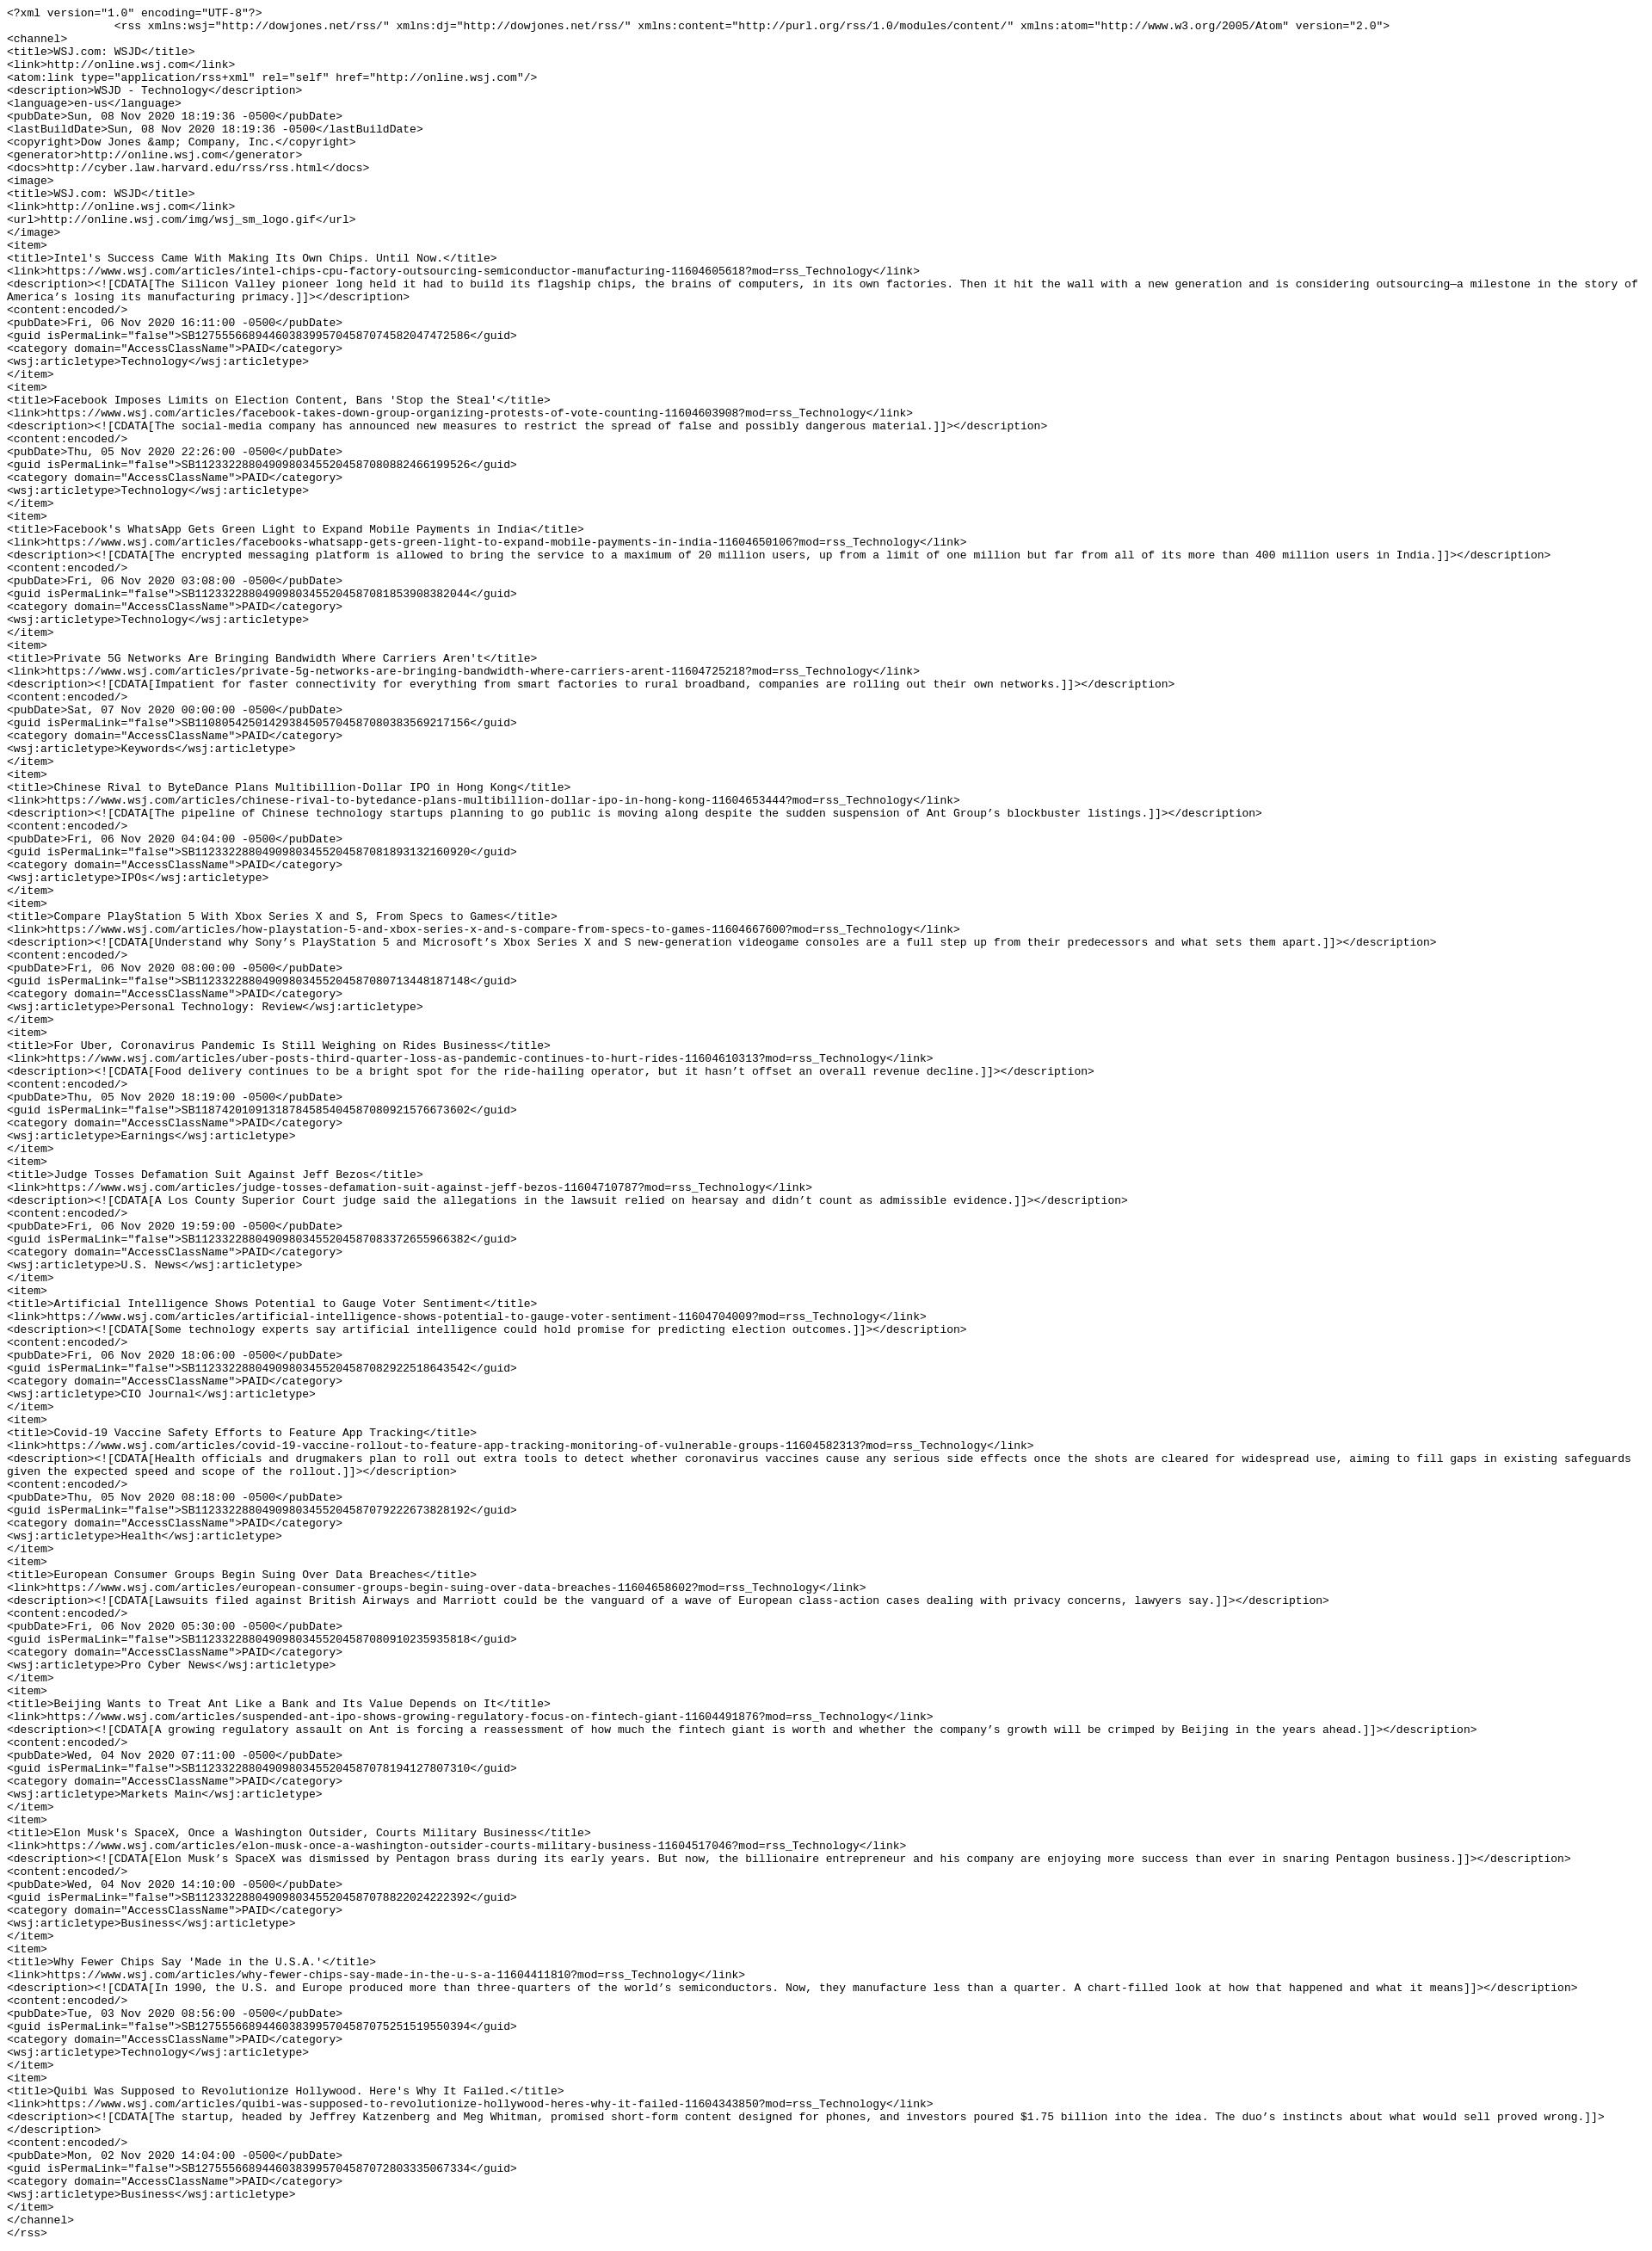 <?xml version="1.0" encoding="UTF-8"?>
<rss xmlns:wsj="http://dowjones.net/rss/" xmlns:dj="http://dowjones.net/rss/" xmlns:content="http://purl.org/rss/1.0/modules/content/" xmlns:atom="http://www.w3.org/2005/Atom" version="2.0">
<channel>
<title>WSJ.com: WSJD</title>
<link>http://online.wsj.com</link>
<atom:link type="application/rss+xml" rel="self" href="http://online.wsj.com"/>
<description>WSJD - Technology</description>
<language>en-us</language>
<pubDate>Sun, 08 Nov 2020 18:19:36 -0500</pubDate>
<lastBuildDate>Sun, 08 Nov 2020 18:19:36 -0500</lastBuildDate>
<copyright>Dow Jones &amp; Company, Inc.</copyright>
<generator>http://online.wsj.com</generator>
<docs>http://cyber.law.harvard.edu/rss/rss.html</docs>
<image>
<title>WSJ.com: WSJD</title>
<link>http://online.wsj.com</link>
<url>http://online.wsj.com/img/wsj_sm_logo.gif</url>
</image>
<item>
<title>Intel's Success Came With Making Its Own Chips. Until Now.</title>
<link>https://www.wsj.com/articles/intel-chips-cpu-factory-outsourcing-semiconductor-manufacturing-11604605618?mod=rss_Technology</link>
<description><![CDATA[The Silicon Valley pioneer long held it had to build its flagship chips, the brains of computers, in its own factories. Then it hit the wall with a new generation and is considering outsourcing—a milestone in the story of
America’s losing its manufacturing primacy.]]></description>
<content:encoded/>
<pubDate>Fri, 06 Nov 2020 16:11:00 -0500</pubDate>
<guid isPermaLink="false">SB12755566894460383995704587074582047472586</guid>
<category domain="AccessClassName">PAID</category>
<wsj:articletype>Technology</wsj:articletype>
</item>
<item>
<title>Facebook Imposes Limits on Election Content, Bans 'Stop the Steal'</title>
<link>https://www.wsj.com/articles/facebook-takes-down-group-organizing-protests-of-vote-counting-11604603908?mod=rss_Technology</link>
<description><![CDATA[The social-media company has announced new measures to restrict the spread of false and possibly dangerous material.]]></description>
<content:encoded/>
<pubDate>Thu, 05 Nov 2020 22:26:00 -0500</pubDate>
<guid isPermaLink="false">SB11233228804909803455204587080882466199526</guid>
<category domain="AccessClassName">PAID</category>
<wsj:articletype>Technology</wsj:articletype>
</item>
<item>
<title>Facebook's WhatsApp Gets Green Light to Expand Mobile Payments in India</title>
<link>https://www.wsj.com/articles/facebooks-whatsapp-gets-green-light-to-expand-mobile-payments-in-india-11604650106?mod=rss_Technology</link>
<description><![CDATA[The encrypted messaging platform is allowed to bring the service to a maximum of 20 million users, up from a limit of one million but far from all of its more than 400 million users in India.]]></description>
<content:encoded/>
<pubDate>Fri, 06 Nov 2020 03:08:00 -0500</pubDate>
<guid isPermaLink="false">SB11233228804909803455204587081853908382044</guid>
<category domain="AccessClassName">PAID</category>
<wsj:articletype>Technology</wsj:articletype>
</item>
<item>
<title>Private 5G Networks Are Bringing Bandwidth Where Carriers Aren't</title>
<link>https://www.wsj.com/articles/private-5g-networks-are-bringing-bandwidth-where-carriers-arent-11604725218?mod=rss_Technology</link>
<description><![CDATA[Impatient for faster connectivity for everything from smart factories to rural broadband, companies are rolling out their own networks.]]></description>
<content:encoded/>
<pubDate>Sat, 07 Nov 2020 00:00:00 -0500</pubDate>
<guid isPermaLink="false">SB11080542501429384505704587080383569217156</guid>
<category domain="AccessClassName">PAID</category>
<wsj:articletype>Keywords</wsj:articletype>
</item>
<item>
<title>Chinese Rival to ByteDance Plans Multibillion-Dollar IPO in Hong Kong</title>
<link>https://www.wsj.com/articles/chinese-rival-to-bytedance-plans-multibillion-dollar-ipo-in-hong-kong-11604653444?mod=rss_Technology</link>
<description><![CDATA[The pipeline of Chinese technology startups planning to go public is moving along despite the sudden suspension of Ant Group’s blockbuster listings.]]></description>
<content:encoded/>
<pubDate>Fri, 06 Nov 2020 04:04:00 -0500</pubDate>
<guid isPermaLink="false">SB11233228804909803455204587081893132160920</guid>
<category domain="AccessClassName">PAID</category>
<wsj:articletype>IPOs</wsj:articletype>
</item>
<item>
<title>Compare PlayStation 5 With Xbox Series X and S, From Specs to Games</title>
<link>https://www.wsj.com/articles/how-playstation-5-and-xbox-series-x-and-s-compare-from-specs-to-games-11604667600?mod=rss_Technology</link>
<description><![CDATA[Understand why Sony’s PlayStation 5 and Microsoft’s Xbox Series X and S new-generation videogame consoles are a full step up from their predecessors and what sets them apart.]]></description>
<content:encoded/>
<pubDate>Fri, 06 Nov 2020 08:00:00 -0500</pubDate>
<guid isPermaLink="false">SB11233228804909803455204587080713448187148</guid>
<category domain="AccessClassName">PAID</category>
<wsj:articletype>Personal Technology: Review</wsj:articletype>
</item>
<item>
<title>For Uber, Coronavirus Pandemic Is Still Weighing on Rides Business</title>
<link>https://www.wsj.com/articles/uber-posts-third-quarter-loss-as-pandemic-continues-to-hurt-rides-11604610313?mod=rss_Technology</link>
<description><![CDATA[Food delivery continues to be a bright spot for the ride-hailing operator, but it hasn’t offset an overall revenue decline.]]></description>
<content:encoded/>
<pubDate>Thu, 05 Nov 2020 18:19:00 -0500</pubDate>
<guid isPermaLink="false">SB11874201091318784585404587080921576673602</guid>
<category domain="AccessClassName">PAID</category>
<wsj:articletype>Earnings</wsj:articletype>
</item>
<item>
<title>Judge Tosses Defamation Suit Against Jeff Bezos</title>
<link>https://www.wsj.com/articles/judge-tosses-defamation-suit-against-jeff-bezos-11604710787?mod=rss_Technology</link>
<description><![CDATA[A Los County Superior Court judge said the allegations in the lawsuit relied on hearsay and didn’t count as admissible evidence.]]></description>
<content:encoded/>
<pubDate>Fri, 06 Nov 2020 19:59:00 -0500</pubDate>
<guid isPermaLink="false">SB11233228804909803455204587083372655966382</guid>
<category domain="AccessClassName">PAID</category>
<wsj:articletype>U.S. News</wsj:articletype>
</item>
<item>
<title>Artificial Intelligence Shows Potential to Gauge Voter Sentiment</title>
<link>https://www.wsj.com/articles/artificial-intelligence-shows-potential-to-gauge-voter-sentiment-11604704009?mod=rss_Technology</link>
<description><![CDATA[Some technology experts say artificial intelligence could hold promise for predicting election outcomes.]]></description>
<content:encoded/>
<pubDate>Fri, 06 Nov 2020 18:06:00 -0500</pubDate>
<guid isPermaLink="false">SB11233228804909803455204587082922518643542</guid>
<category domain="AccessClassName">PAID</category>
<wsj:articletype>CIO Journal</wsj:articletype>
</item>
<item>
<title>Covid-19 Vaccine Safety Efforts to Feature App Tracking</title>
<link>https://www.wsj.com/articles/covid-19-vaccine-rollout-to-feature-app-tracking-monitoring-of-vulnerable-groups-11604582313?mod=rss_Technology</link>
<description><![CDATA[Health officials and drugmakers plan to roll out extra tools to detect whether coronavirus vaccines cause any serious side effects once the shots are cleared for widespread use, aiming to fill gaps in existing safeguards
given the expected speed and scope of the rollout.]]></description>
<content:encoded/>
<pubDate>Thu, 05 Nov 2020 08:18:00 -0500</pubDate>
<guid isPermaLink="false">SB11233228804909803455204587079222673828192</guid>
<category domain="AccessClassName">PAID</category>
<wsj:articletype>Health</wsj:articletype>
</item>
<item>
<title>European Consumer Groups Begin Suing Over Data Breaches</title>
<link>https://www.wsj.com/articles/european-consumer-groups-begin-suing-over-data-breaches-11604658602?mod=rss_Technology</link>
<description><![CDATA[Lawsuits filed against British Airways and Marriott could be the vanguard of a wave of European class-action cases dealing with privacy concerns, lawyers say.]]></description>
<content:encoded/>
<pubDate>Fri, 06 Nov 2020 05:30:00 -0500</pubDate>
<guid isPermaLink="false">SB11233228804909803455204587080910235935818</guid>
<category domain="AccessClassName">PAID</category>
<wsj:articletype>Pro Cyber News</wsj:articletype>
</item>
<item>
<title>Beijing Wants to Treat Ant Like a Bank and Its Value Depends on It</title>
<link>https://www.wsj.com/articles/suspended-ant-ipo-shows-growing-regulatory-focus-on-fintech-giant-11604491876?mod=rss_Technology</link>
<description><![CDATA[A growing regulatory assault on Ant is forcing a reassessment of how much the fintech giant is worth and whether the company’s growth will be crimped by Beijing in the years ahead.]]></description>
<content:encoded/>
<pubDate>Wed, 04 Nov 2020 07:11:00 -0500</pubDate>
<guid isPermaLink="false">SB11233228804909803455204587078194127807310</guid>
<category domain="AccessClassName">PAID</category>
<wsj:articletype>Markets Main</wsj:articletype>
</item>
<item>
<title>Elon Musk's SpaceX, Once a Washington Outsider, Courts Military Business</title>
<link>https://www.wsj.com/articles/elon-musk-once-a-washington-outsider-courts-military-business-11604517046?mod=rss_Technology</link>
<description><![CDATA[Elon Musk’s SpaceX was dismissed by Pentagon brass during its early years. But now, the billionaire entrepreneur and his company are enjoying more success than ever in snaring Pentagon business.]]></description>
<content:encoded/>
<pubDate>Wed, 04 Nov 2020 14:10:00 -0500</pubDate>
<guid isPermaLink="false">SB11233228804909803455204587078822024222392</guid>
<category domain="AccessClassName">PAID</category>
<wsj:articletype>Business</wsj:articletype>
</item>
<item>
<title>Why Fewer Chips Say 'Made in the U.S.A.'</title>
<link>https://www.wsj.com/articles/why-fewer-chips-say-made-in-the-u-s-a-11604411810?mod=rss_Technology</link>
<description><![CDATA[In 1990, the U.S. and Europe produced more than three-quarters of the world’s semiconductors. Now, they manufacture less than a quarter. A chart-filled look at how that happened and what it means]]></description>
<content:encoded/>
<pubDate>Tue, 03 Nov 2020 08:56:00 -0500</pubDate>
<guid isPermaLink="false">SB12755566894460383995704587075251519550394</guid>
<category domain="AccessClassName">PAID</category>
<wsj:articletype>Technology</wsj:articletype>
</item>
<item>
<title>Quibi Was Supposed to Revolutionize Hollywood. Here's Why It Failed.</title>
<link>https://www.wsj.com/articles/quibi-was-supposed-to-revolutionize-hollywood-heres-why-it-failed-11604343850?mod=rss_Technology</link>
<description><![CDATA[The startup, headed by Jeffrey Katzenberg and Meg Whitman, promised short-form content designed for phones, and investors poured $1.75 billion into the idea. The duo’s instincts about what would sell proved wrong.]]>
</description>
<content:encoded/>
<pubDate>Mon, 02 Nov 2020 14:04:00 -0500</pubDate>
<guid isPermaLink="false">SB12755566894460383995704587072803335067334</guid>
<category domain="AccessClassName">PAID</category>
<wsj:articletype>Business</wsj:articletype>
</item>
</channel>
</rss>